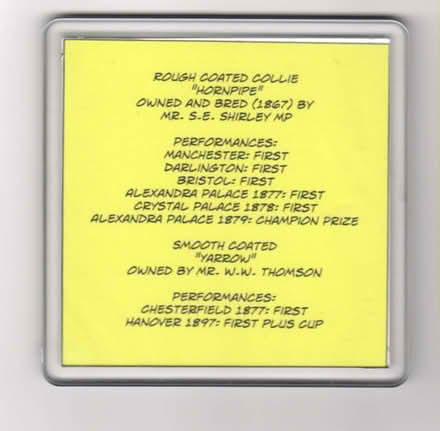 ROUGH COATED COLLIE
"HORNPIPE"
OWNED AND BRED (1867) BY
MR. S.E. SHIRLEY MP
PERFORMANCES:
MANCHESTER: FIRST
DARLINGTON: FIRST
BRISTOL: FIRST
ALEXANDRA PALACE 1877: FIRST
CRYSTAL PALACE 1878: FIRST
ALEXANDRA PALACE 1879: CHAMPION PRIZE
SMOOTH COATED
"YARROW"
OWNED BY MR. W.W. THOMSON
PERFORMANCES:
CHESTERFIELD 1877: FIRST
HANOVER 1897: FIRST PLUS CUP